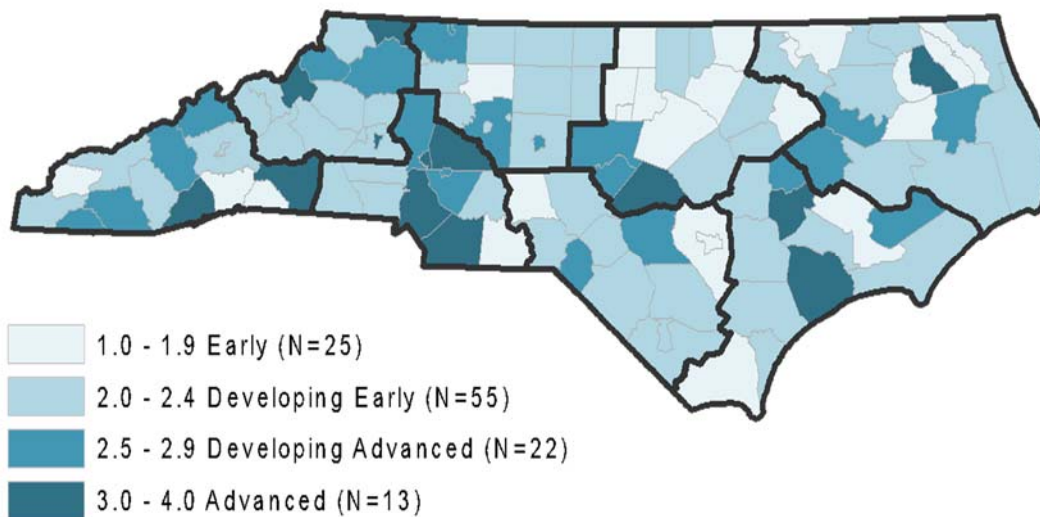 1.0 - 1.9 Early (N=25)
2.0 - 2.4 Developing Early (N=55)
2.5 - 2.9 Developing Advanced (N=22)
3.0 - 4.0 Advanced (N=13)